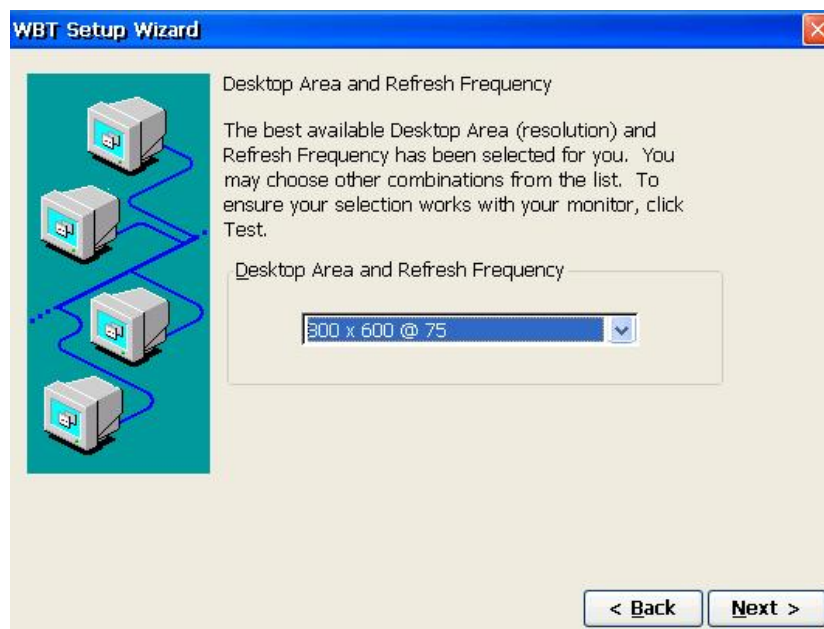 WBT Setup Wizard
Desktop Area and Refresh Frequency
The best available Desktop Area (resolution) and
Refresh Frequency has been selected for you. You
may choose other combinations from the list. To
ensure your selection works with your monitor, click
Test.
Desktop Area and Refresh Frequency
800 x 600 @ 75
< Back
Next >